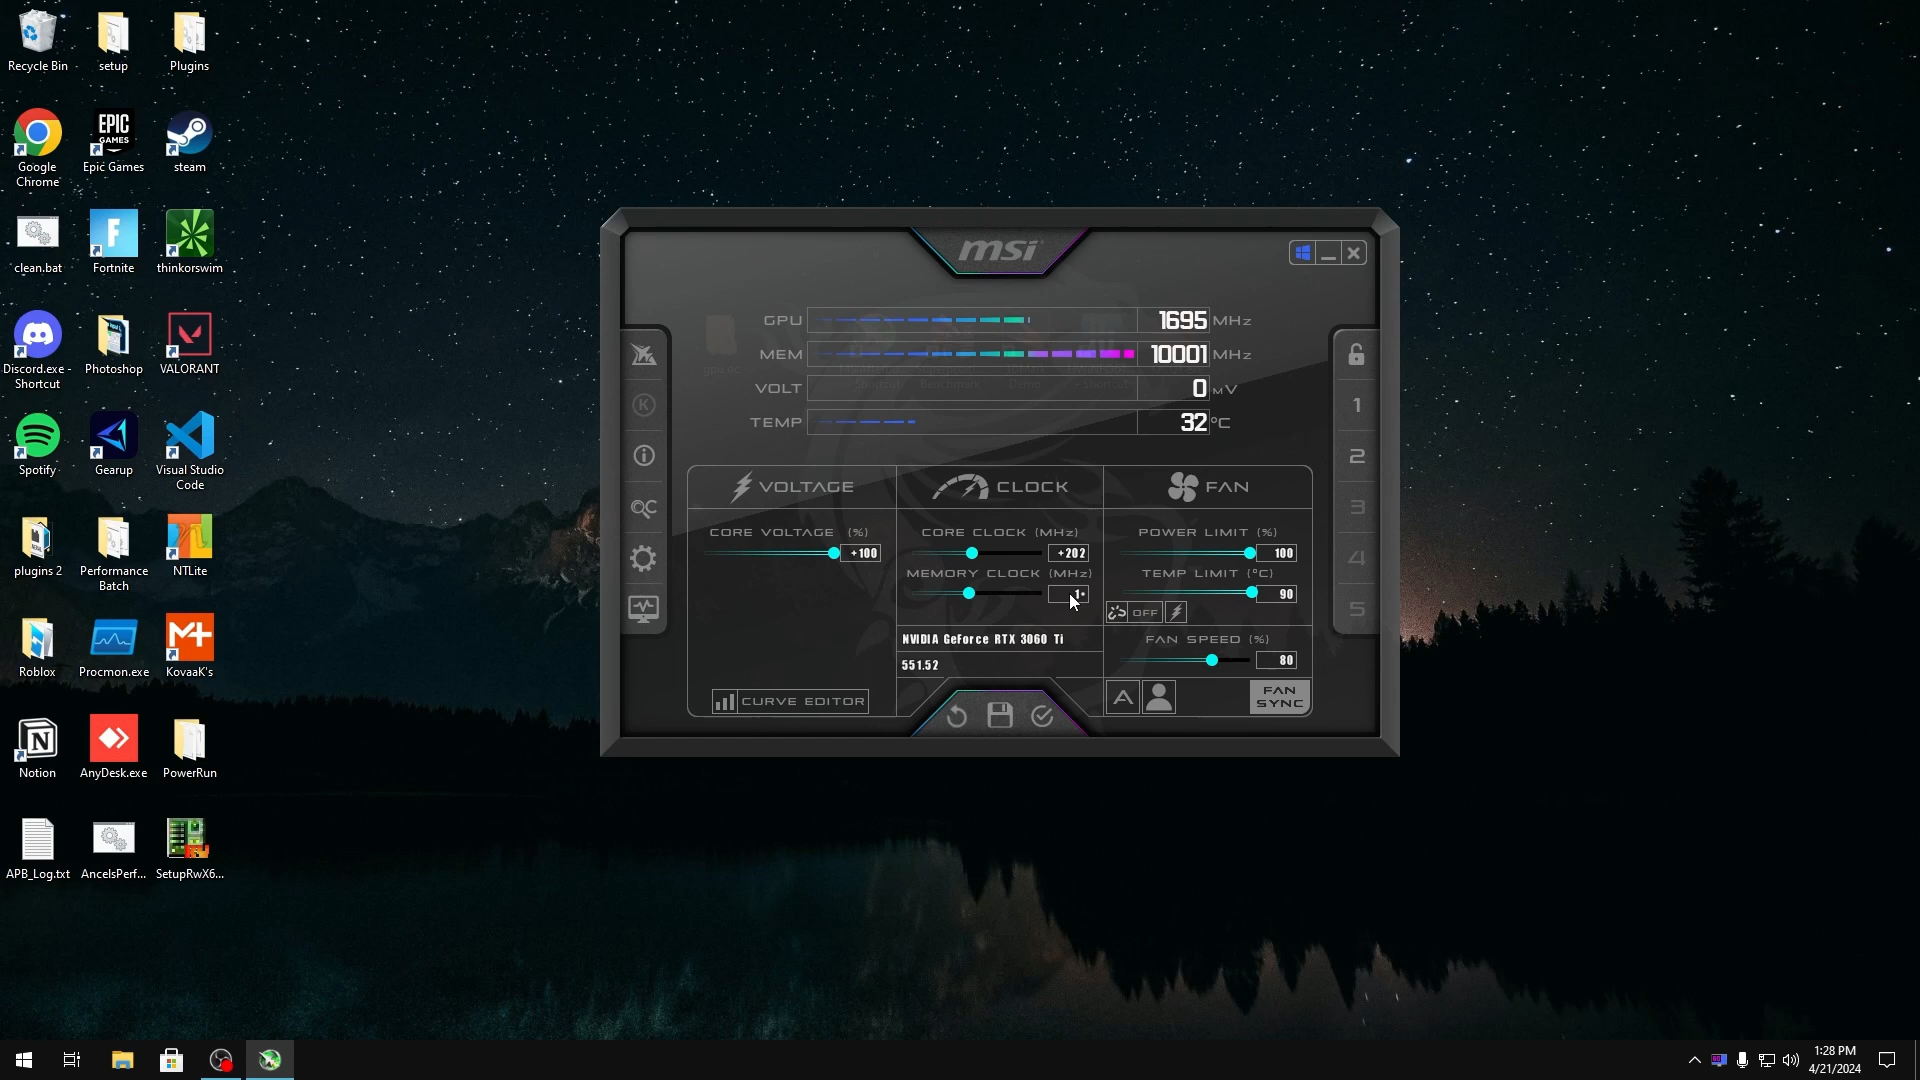 Recycle Bin
setup
Plugins
Google
Chrome
EPIC
GAMES
Epic Games
steam
clean.bat
Fortnite
thinkorswim
Discord.exe -
Shortcut
Photoshop
VALORANT
Spotify
Gearup
Visual Studio
Code
plugins 2
Performance
Batch
NTLite
Roblox
Procmon.exe
KovaaK's
Notion
AnyDesk.exe
PowerRun
APB_Log.txt
AncelsPerf...
SetupRwX6...
msi
GPU 1695 MHz
MEM 10001 MHz
VOLT 0 mV
TEMP 32 °C
K
OC
1
2
3
4
5
VOLTAGE
CORE VOLTAGE (%)
+100
CURVE EDITOR
CLOCK
CORE CLOCK (MHz)
+202
MEMORY CLOCK (MHz)
NVIDIA GeForce RTX 3060 Ti
551.52
FAN
POWER LIMIT (%)
100
TEMP LIMIT (°C)
90
OFF
FAN SPEED (%)
80
A
FAN
SYNC
1:28 PM
4/21/2024